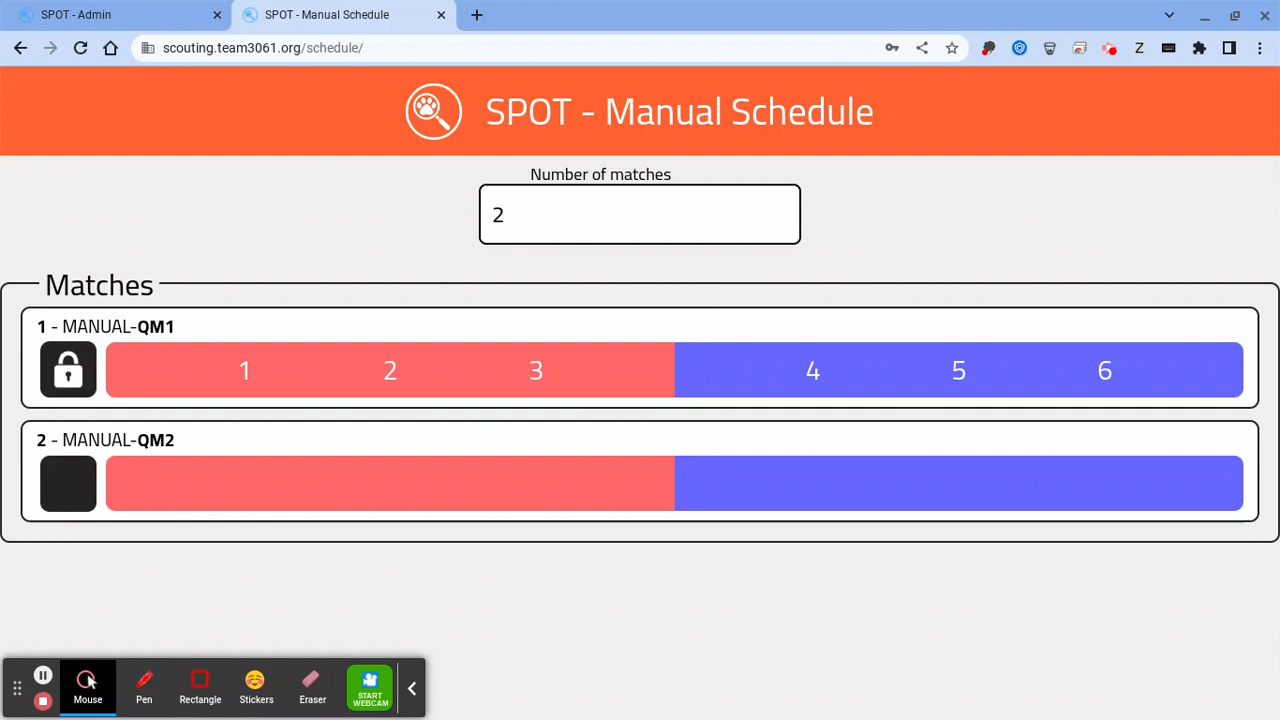 SPOT - Admin
SPOT - Manual Schedule
scouting.team3061.org/schedule/
Z
SPOT - Manual Schedule
Number of matches
2
Matches
1 - MANUAL-QM1
1 2 3 4 5 6
2 - MANUAL-QM2
Mouse
Pen
Rectangle
Stickers
Eraser
START
WEBCAM